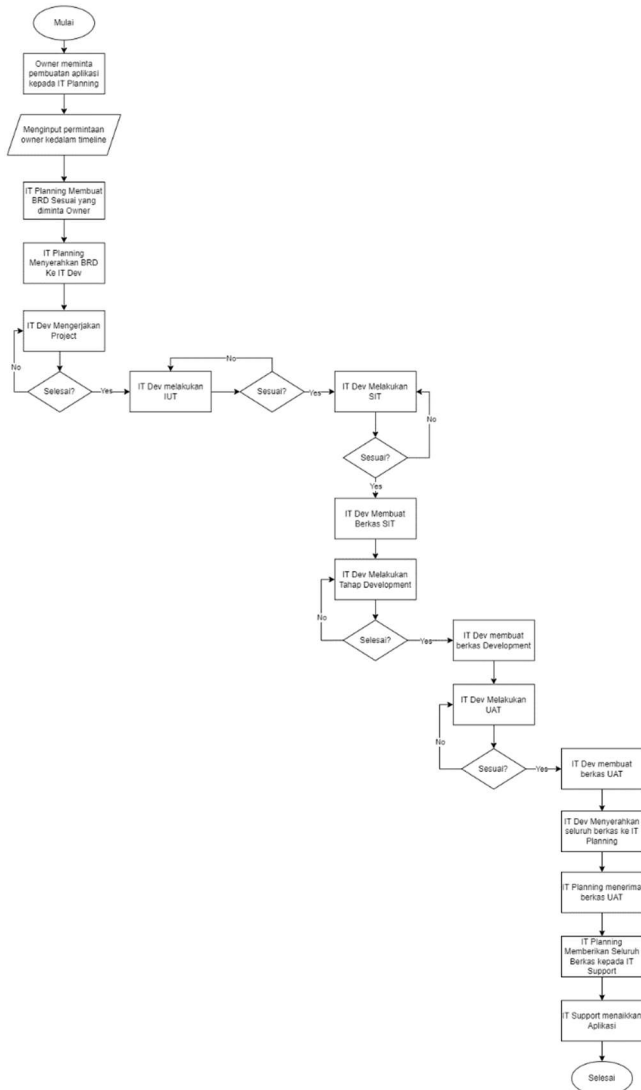 Mulai
Owner meminta
pembuatan aplikasi
kepada IT Planning
Menginput permintaan
owner kedalam timeline
IT Planning Membuat
BRD Sesuai yang
diminta Owner
IT Planning
Menyerahkan BRD
Ke IT Dev
IT Dev Mengerjakan
Project
No
Selesai?
Yes
IT Dev melakukan
IUT
No
Sesuai?
Yes
IT Dev Melakukan
SIT
No
Sesuai?
Yes
IT Dev Membuat
Berkas SIT
IT Dev Melakukan
Tahap Development
No
Selesai?
Yes
IT Dev membuat
berkas Development
IT Dev Melakukan
UAT
No
Sesuai?
Yes
IT Dev membuat
berkas UAT
IT Dev Menyerahkan
seluruh berkas ke IT
Planning
IT Planning menerima
berkas UAT
IT Planning
Memberikan Seluruh
Berkas kepada IT
Support
IT Support menaikkan
Aplikasi
Selesai